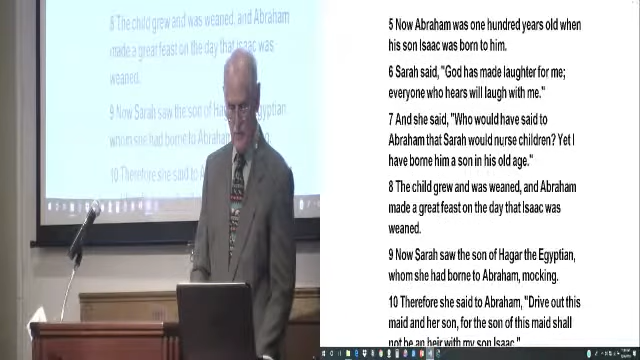 8 The child grew and was weaned, and Abraham
made a great feast on the day that Isaac was
weaned.
9 Now Sarah saw the son of Hagar the Egyptian
whom she had borne to Abraham,
10 Therefore she said to
5 Now Abraham was one hundred years old when
his son Isaac was born to him.
6 Sarah said, "God has made laughter for me;
everyone who hears will laugh with me."
7 And she said, "Who would have said to
Abraham that Sarah would nurse children? Yet I
have borne him a son in his old age."
8 The child grew and was weaned, and Abraham
made a great feast on the day that Isaac was
weaned.
9 Now Sarah saw the son of Hagar the Egyptian,
whom she had borne to Abraham, mocking.
10 Therefore she said to Abraham, "Drive out this
maid and her son, for the son of this maid shall
not be an heir with my son Isaac."